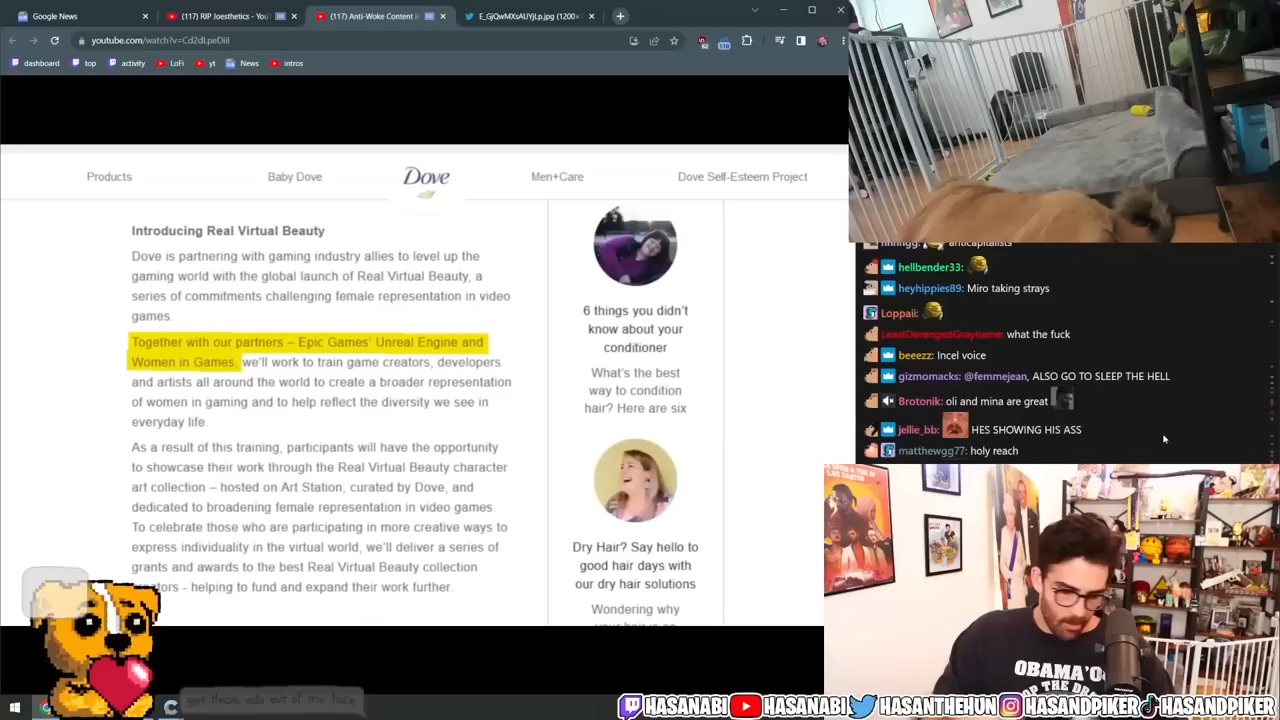 Google News
(117) RIP Joesthetics - YouT
(117) Anti-Woke Content i
E_GjQwMXsAUYjLp.jpg (1200×
youtube.com/watch?v=Cd2dLpeDiiI
dashboard
top
activity
LoFi
yt
News
intros
Products
Baby Dove
Dove
Men+Care
Dove Self-Esteem Project
Introducing Real Virtual Beauty
Dove is partnering with gaming industry allies to level up the
gaming world with the global launch of Real Virtual Beauty, a
series of commitments challenging female representation in video
games.
Together with our partners – Epic Games' Unreal Engine and
Women in Games, we'll work to train game creators, developers
and artists all around the world to create a broader representation
of women in gaming and to help reflect the diversity we see in
everyday life.
As a result of this training, participants will have the opportunity
to showcase their work through the Real Virtual Beauty character
art collection – hosted on Art Station, curated by Dove, and
dedicated to broadening female representation in video games.
To celebrate those who are participating in more creative ways to
express individuality in the virtual world, we'll deliver a series of
grants and awards to the best Real Virtual Beauty collection
creators - helping to fund and expand their work further.
6 things you didn't
know about your
conditioner
What's the best
way to condition
hair? Here are six
Dry Hair? Say hello to
good hair days with
our dry hair solutions
Wondering why
anticapitalists
hellbender33:
heyhippies89: Miro taking strays
Loppaii:
LeastDerangedGrayname: what the fuck
beeezz: Incel voice
gizmomacks: @femmejean, ALSO GO TO SLEEP THE HELL
Brotonik: oli and mina are great
jellie_bb: HES SHOWING HIS ASS
matthewgg77: holy reach
get those ads out of my face
HASANABI HASANABI HASANTHEHUN HASANDPIKER HASANDPIKER